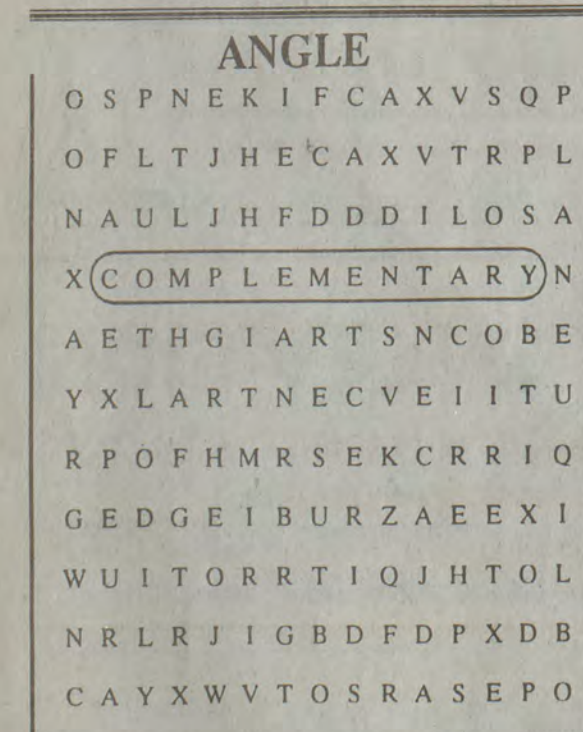 ANGLE
O S P N E K I F C A X V S Q P
O F L T J H E C A X V T R P L
N A U L J H F D D D I L O S A
X C O M P L E M E N T A R Y N
A E T H G I A R T S N C O B E
Y X L A R T N E C V E I I T U
R P O F H M R S E K C R R I Q
G E D G E I B U R Z A E E X I
W U I T O R R T I Q J H T O L
N R L R J I G B D F D P X D B
C A Y X W V T O S R A S E P O